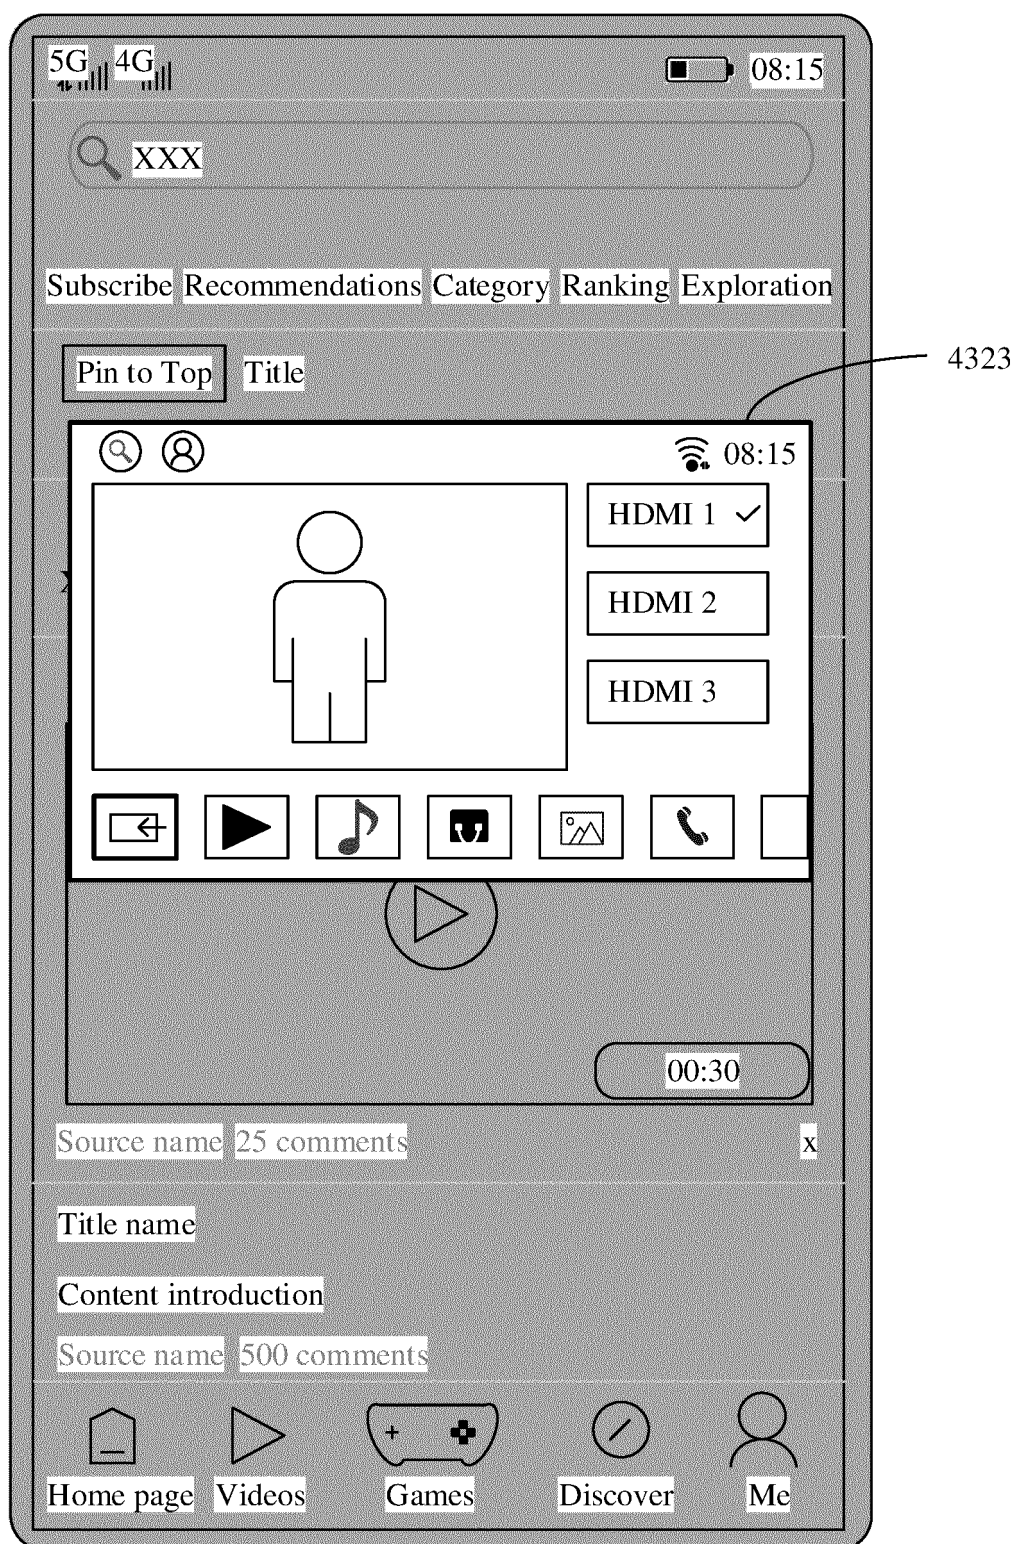 5G 4G 08:15
XXX
Subscribe Recommendations Category Ranking Exploration
Pin to Top Title
4323
08:15
HDMI 1
HDMI 2
HDMI 3
00:30
Source name 25 comments x
Title name
Content introduction
Source name 500 comments
Home page Videos Games Discover Me